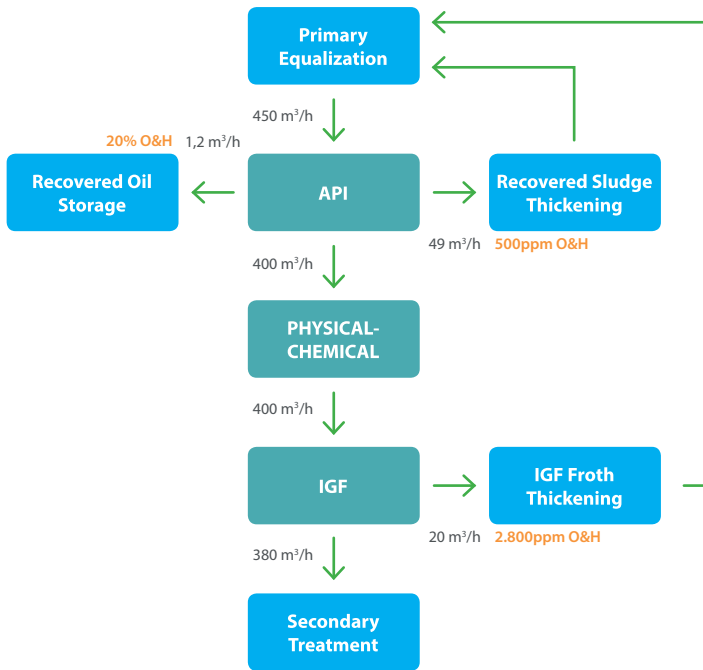 Primary
Equalization
450 m³/h
20% O&H 1,2 m³/h
Recovered Oil
Storage
API
Recovered Sludge
Thickening
49 m³/h 500ppm O&H
400 m³/h
PHYSICAL-
CHEMICAL
400 m³/h
IGF
IGF Froth
Thickening
20 m³/h 2.800ppm O&H
380 m³/h
Secondary
Treatment